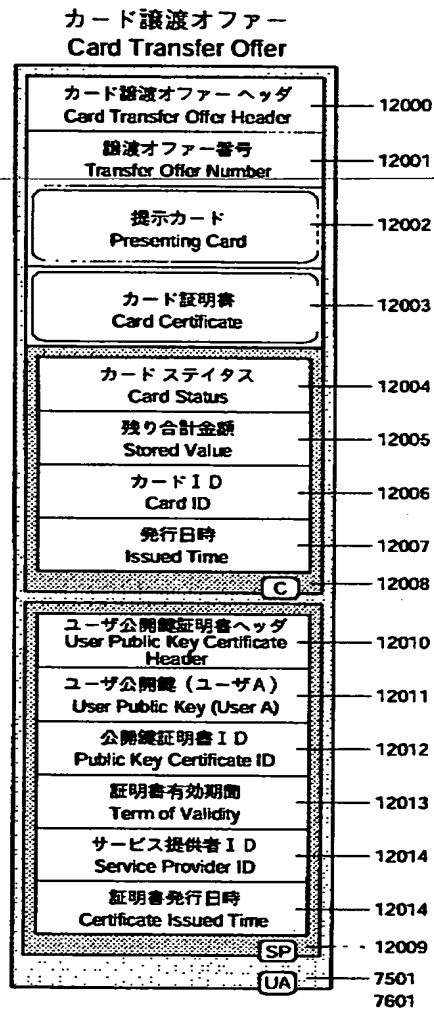 カード譲渡オファー
Card Transfer Offer
カード譲渡オファー ヘッダ
Card Transfer Offer Header
12000
譲渡オファー番号
Transfer Offer Number
12001
提示カード
Presenting Card
12002
カード証明書
Card Certificate
12003
カード ステイタス
Card Status
12004
残り合計金額
Stored Value
12005
カードＩＤ
Card ID
12006
発行日時
Issued Time
12007
C
12008
ユーザ公開鍵証明書ヘッダ
User Public Key Certificate
Header
12010
ユーザ公開鍵（ユーザA）
User Public Key (User A)
12011
公開鍵証明書ＩＤ
Public Key Certificate ID
12012
証明書有効期間
Term of Validity
12013
サービス提供者ＩＤ
Service Provider ID
12014
証明書発行日時
Certificate Issued Time
12014
SP
12009
UA
7501
7601